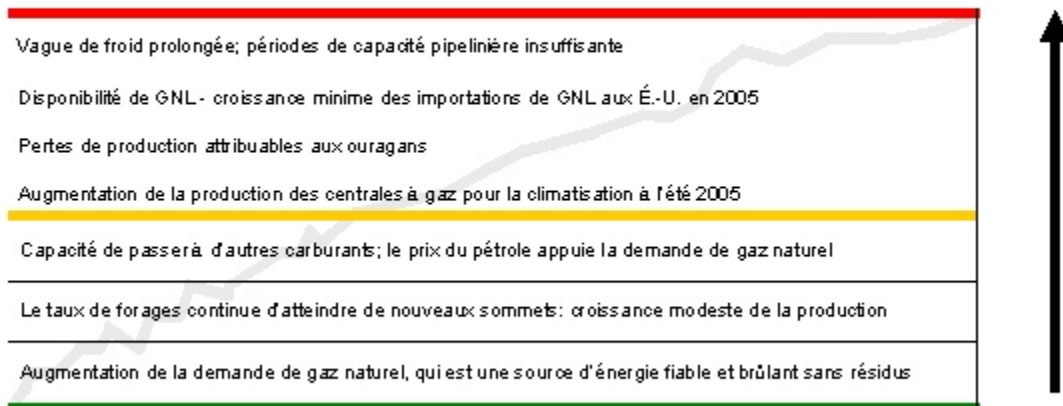 Vague de froid prolongée; périodes de capacité pipelinière insuffisante
Disponibilité de GNL - croissance minime des importations de GNL aux É.-U. en 2005
Pertes de production attribuables aux ouragans
Augmentation de la production des centrales à gaz pour la climatisation à l'été 2005
Capacité de passer à d'autres carburants; le prix du pétrole appuie la demande de gaz naturel
Le taux de forages continue d'atteindre de nouveaux sommets: croissance modeste de la production
Augmentation de la demande de gaz naturel, qui est une source d'énergie fiable et brûlant sans résidus